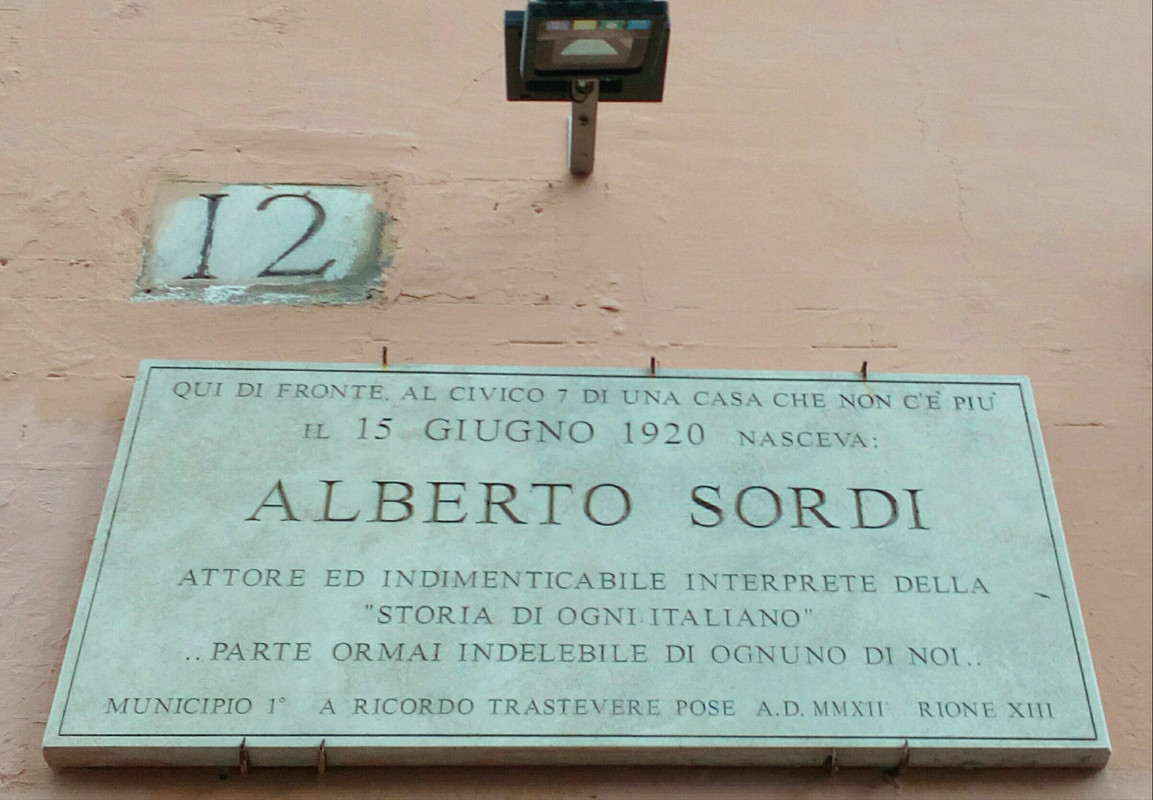 12
QUI DI FRONTE, AL CIVICO 7 DI UNA CASA CHE NON C'E' PIU'
IL 15 GIUGNO 1920 NASCEVA:
ALBERTO SORDI
ATTORE ED INDIMENTICABILE INTERPRETE DELLA
"STORIA DI OGNI ITALIANO"
..PARTE ORMAI INDELEBILE DI OGNUNO DI NOI..
MUNICIPIO 1° A RICORDO TRASTEVERE POSE A.D. MMXII RIONE XIII